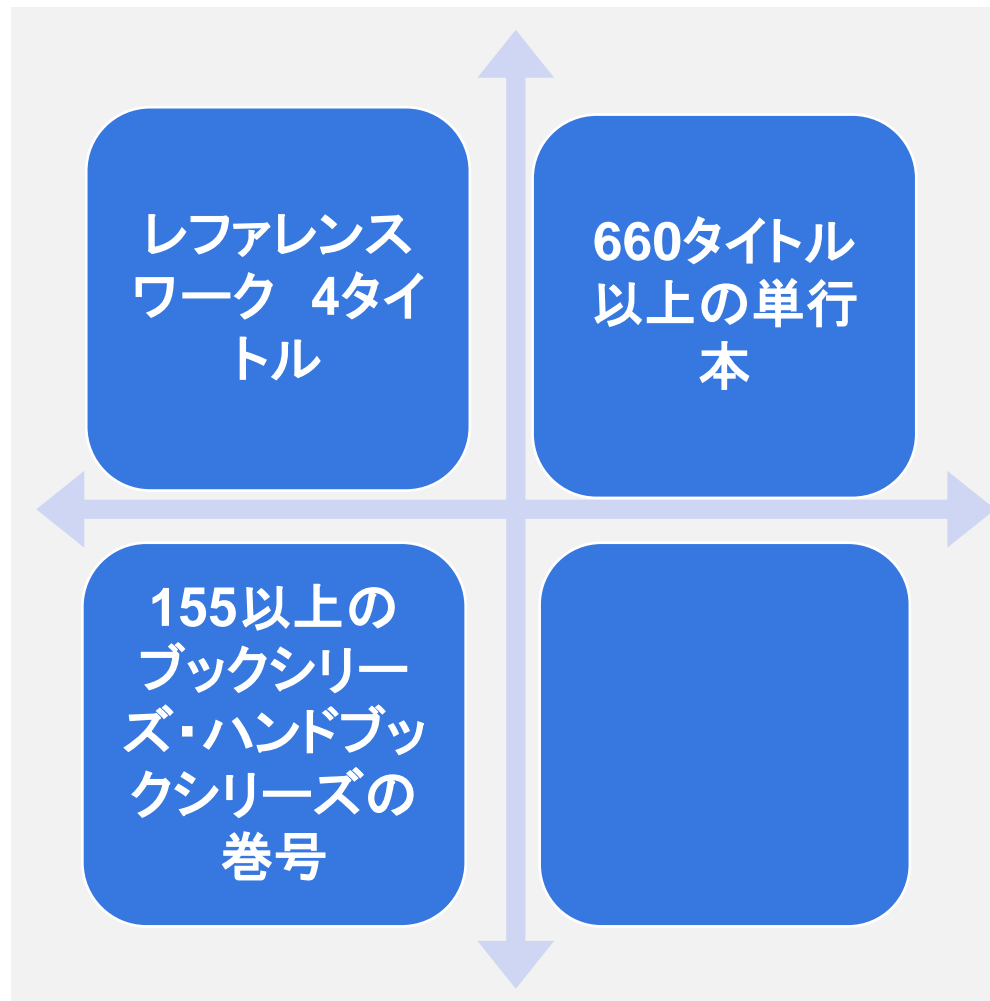 レファレンス
ワーク　4タイ
トル
660タイトル
以上の単行
本
155以上の
ブックシリー
ズ・ハンドブッ
クシリーズの
巻号